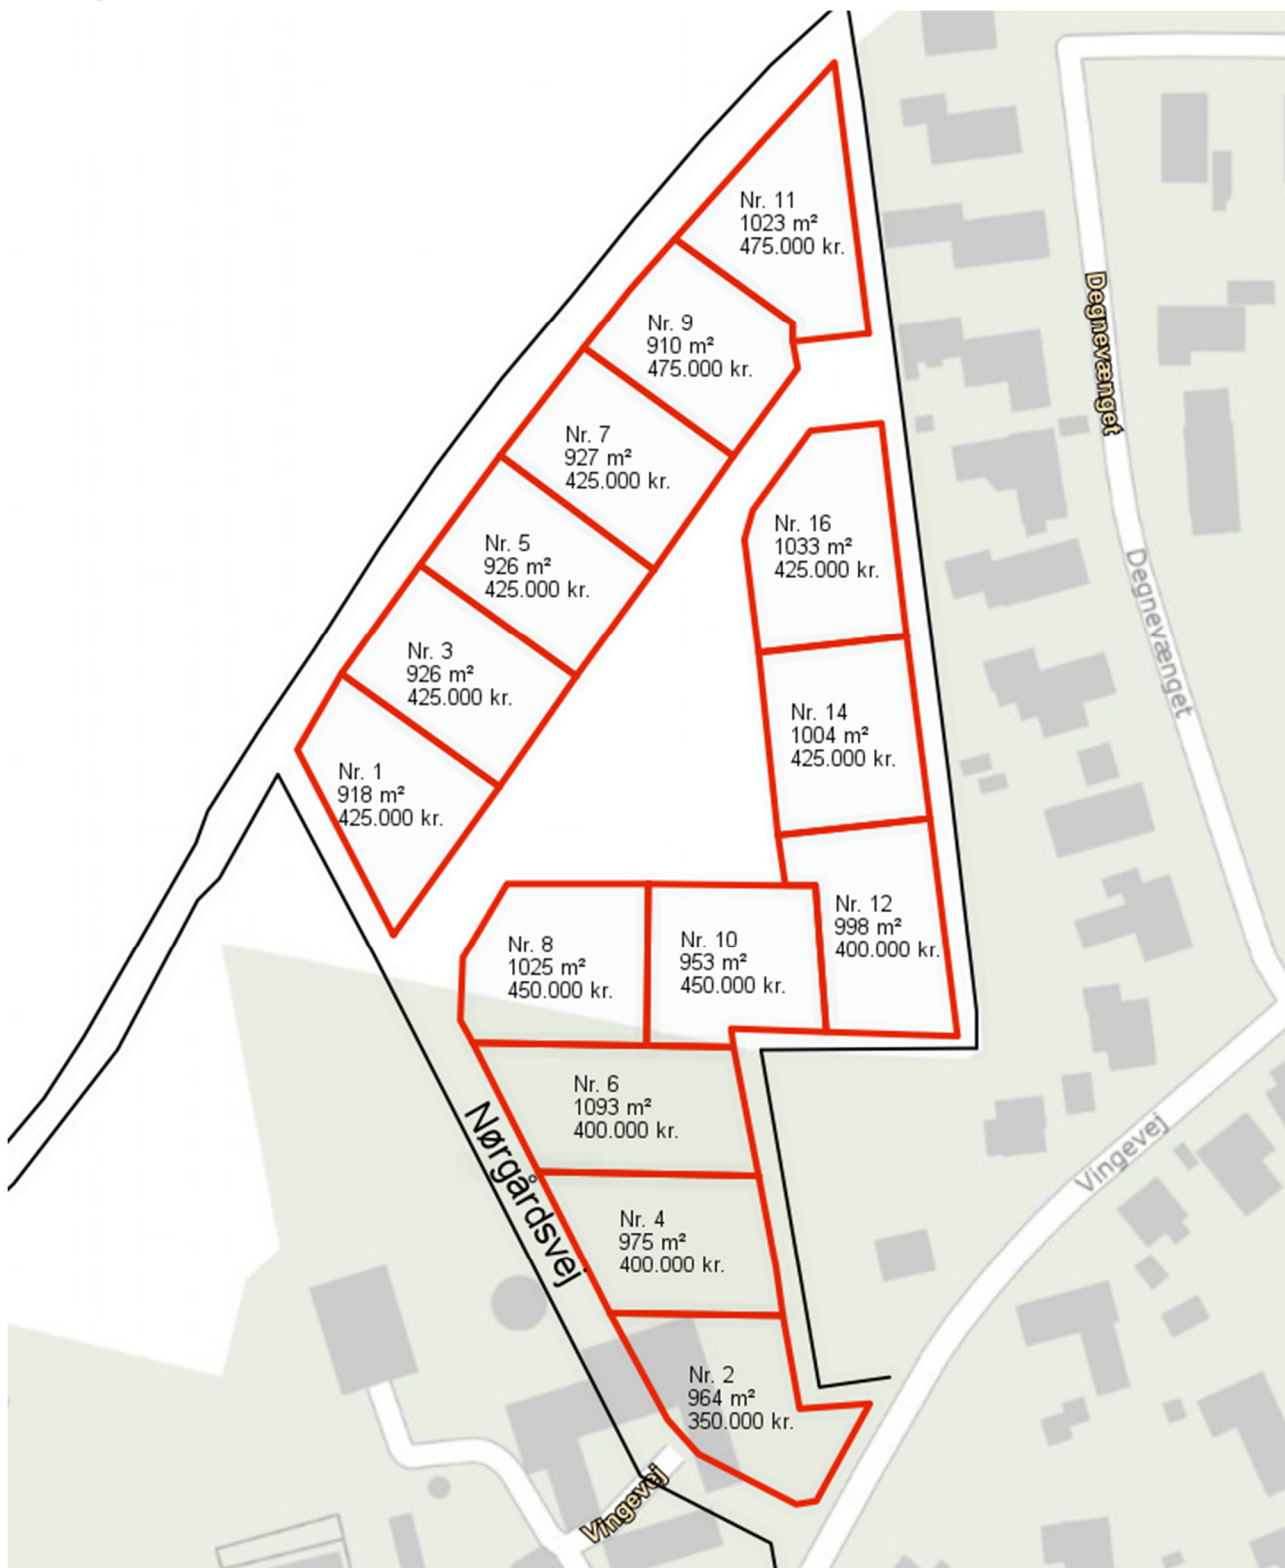 Nr. 11
1023 m²
475.000 kr.
Nr. 9
910 m²
475.000 kr.
Degnevænget
Nr. 7
927 m²
425.000 kr.
Nr. 16
1033 m²
425.000 kr.
Nr. 5
926 m²
425.000 kr.
Degnevænget
Nr. 3
926 m²
425.000 kr.
Nr. 14
1004 m²
425.000 kr.
Nr. 1
918 m²
425.000 kr.
Nr. 12
998 m²
400.000 kr.
Nr. 8
1025 m²
450.000 kr.
Nr. 10
953 m²
450.000 kr.
Nr. 6
1093 m²
400.000 kr.
Nørgårdsvej
Vingevej
Nr. 4
975 m²
400.000 kr.
Nr. 2
964 m²
350.000 kr.
Vingevej